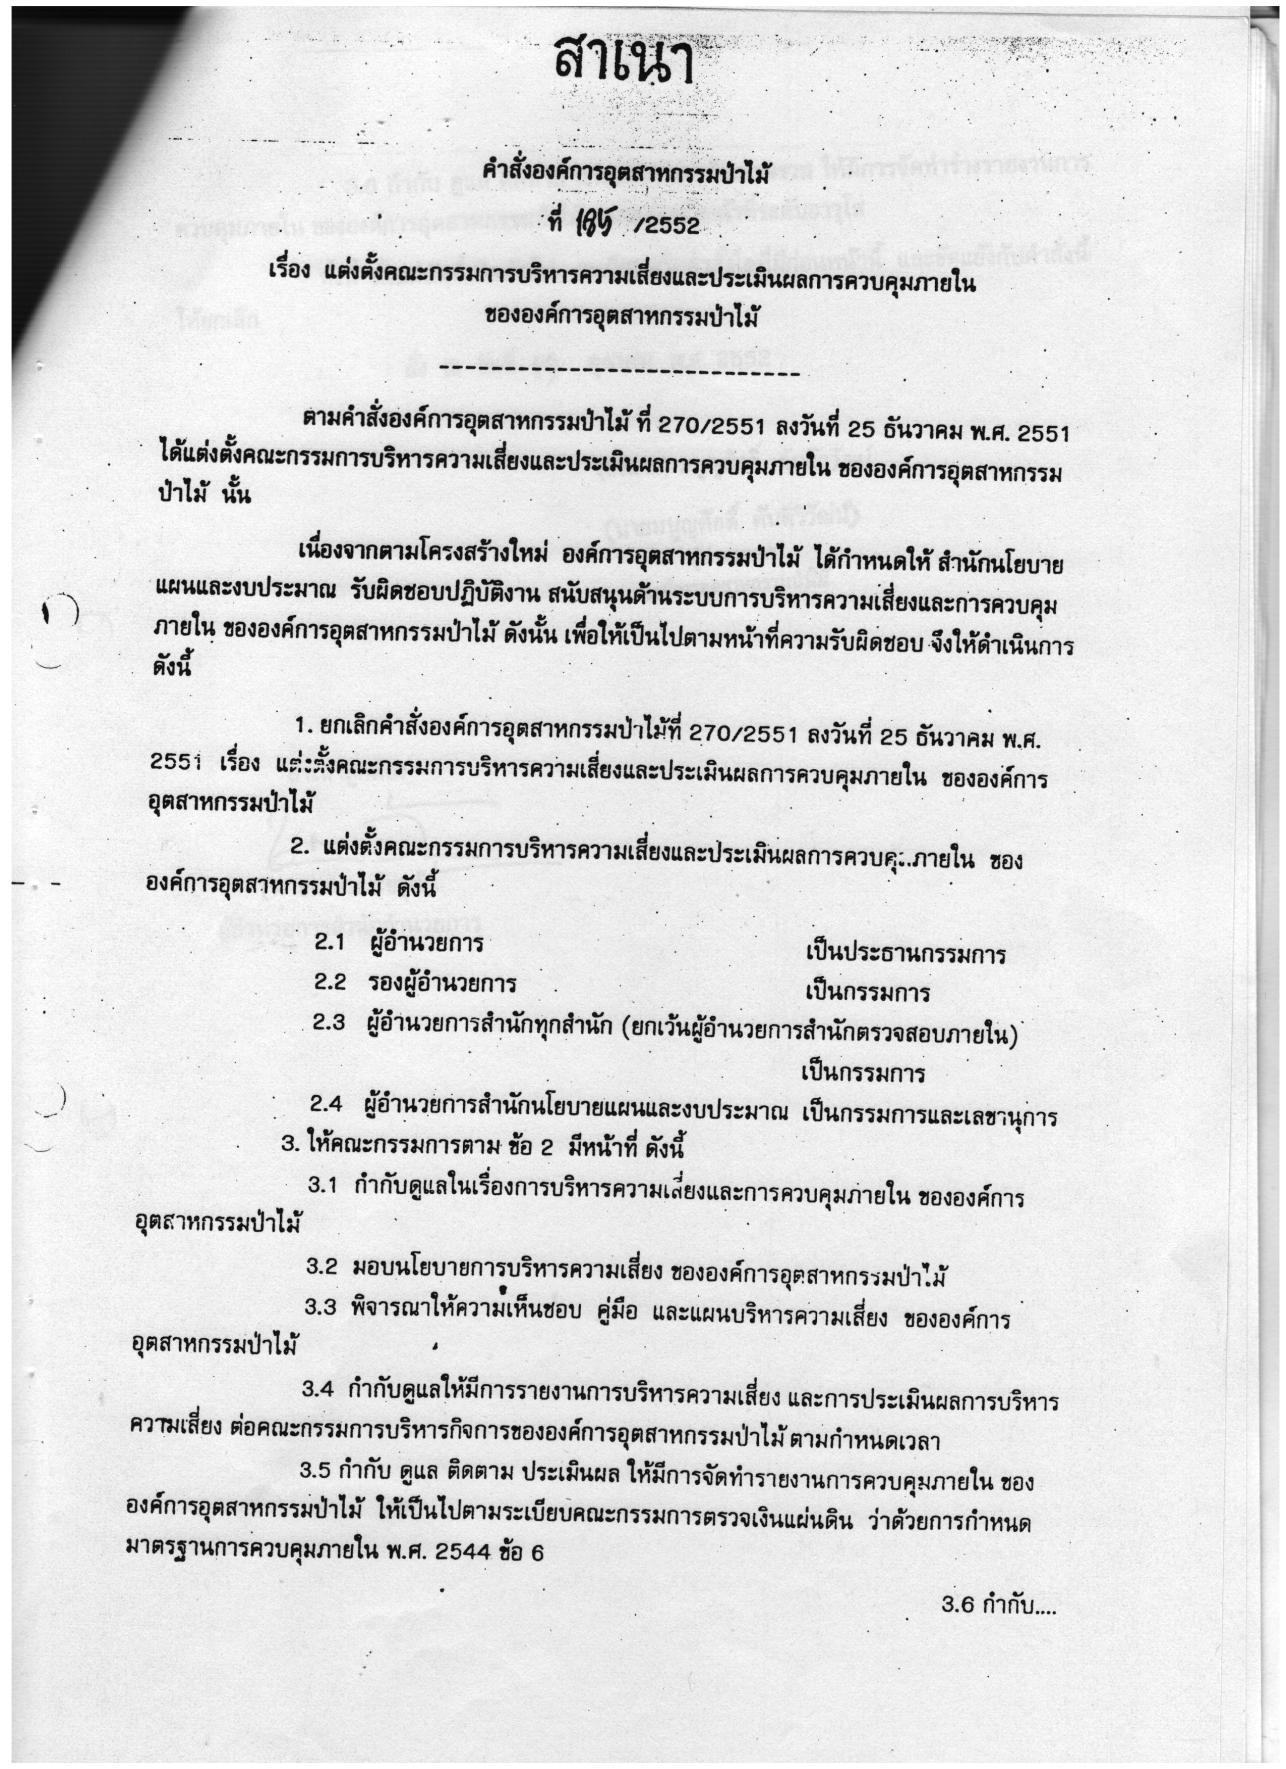 สำเนา
คำสั่งองค์การอุตสาหกรรมป่าไม้
ที่ 185 /2552
เรื่อง แต่งตั้งคณะกรรมการบริหารความเสี่ยงและประเมินผลการควบคุมภายใน
ขององค์การอุตสาหกรรมป่าไม้
----------------------------
ตามคำสั่งองค์การอุตสาหกรรมป่าไม้ ที่ 270/2551 ลงวันที่ 25 ธันวาคม พ.ศ. 2551
ได้แต่งตั้งคณะกรรมการบริหารความเสี่ยงและประเมินผลการควบคุมภายใน ขององค์การอุตสาหกรรม
ป่าไม้ นั้น
เนื่องจากตามโครงสร้างใหม่ องค์การอุตสาหกรรมป่าไม้ ได้กำหนดให้ สำนักนโยบาย
แผนและงบประมาณ รับผิดชอบปฏิบัติงาน สนับสนุนด้านระบบการบริหารความเสี่ยงและการควบคุม
ภายใน ขององค์การอุตสาหกรรมป่าไม้ ดังนั้น เพื่อให้เป็นไปตามหน้าที่ความรับผิดชอบ จึงให้ดำเนินการ
ดังนี้
1. ยกเลิกคำสั่งองค์การอุตสาหกรรมป่าไม้ที่ 270/2551 ลงวันที่ 25 ธันวาคม พ.ศ.
2551 เรื่อง แต่งตั้งคณะกรรมการบริหารความเสี่ยงและประเมินผลการควบคุมภายใน ขององค์การ
อุตสาหกรรมป่าไม้
2. แต่งตั้งคณะกรรมการบริหารความเสี่ยงและประเมินผลการควบคุมภายใน ของ
องค์การอุตสาหกรรมป่าไม้ ดังนี้
2.1 ผู้อำนวยการ เป็นประธานกรรมการ
2.2 รองผู้อำนวยการ เป็นกรรมการ
2.3 ผู้อำนวยการสำนักทุกสำนัก (ยกเว้นผู้อำนวยการสำนักตรวจสอบภายใน)
เป็นกรรมการ
2.4 ผู้อำนวยการสำนักนโยบายแผนและงบประมาณ เป็นกรรมการและเลขานุการ
3. ให้คณะกรรมการตาม ข้อ 2 มีหน้าที่ ดังนี้
3.1 กำกับดูแลในเรื่องการบริหารความเสี่ยงและการควบคุมภายใน ขององค์การ
อุตสาหกรรมป่าไม้
3.2 มอบนโยบายการบริหารความเสี่ยง ขององค์การอุตสาหกรรมป่าไม้
3.3 พิจารณาให้ความเห็นชอบ คู่มือ และแผนบริหารความเสี่ยง ขององค์การ
อุตสาหกรรมป่าไม้
3.4 กำกับดูแลให้มีการรายงานการบริหารความเสี่ยง และการประเมินผลการบริหาร
ความเสี่ยง ต่อคณะกรรมการบริหารกิจการขององค์การอุตสาหกรรมป่าไม้ ตามกำหนดเวลา
3.5 กำกับ ดูแล ติดตาม ประเมินผล ให้มีการจัดทำรายงานการควบคุมภายใน ของ
องค์การอุตสาหกรรมป่าไม้ ให้เป็นไปตามระเบียบคณะกรรมการตรวจเงินแผ่นดิน ว่าด้วยการกำหนด
มาตรฐานการควบคุมภายใน พ.ศ. 2544 ข้อ 6
3.6 กำกับ....